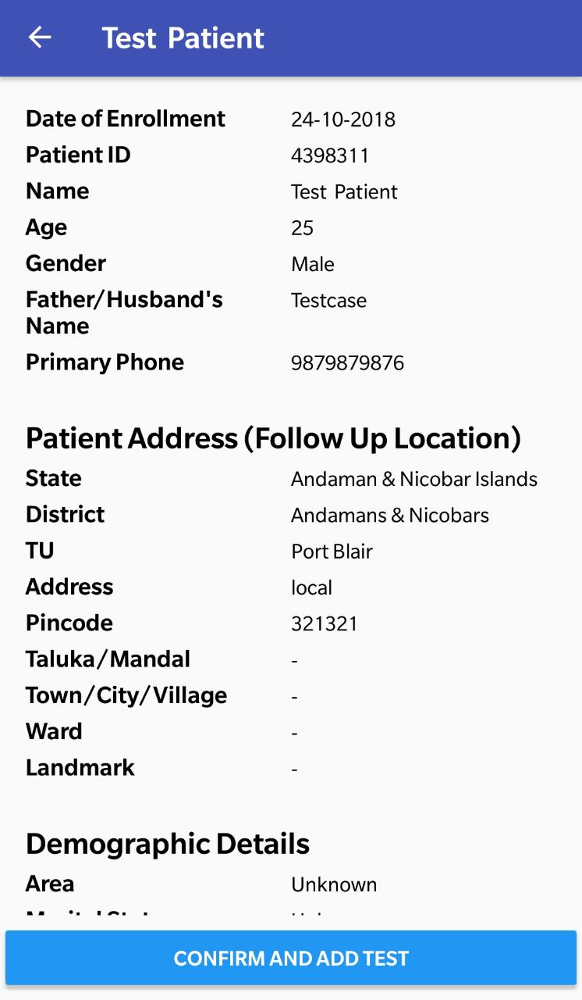 Test Patient
Date of Enrollment 24-10-2018
Patient ID 4398311
Name Test Patient
Age 25
Gender Male
Father/Husband's Testcase
Name
Primary Phone 9879879876
Patient Address (Follow Up Location)
State Andaman & Nicobar Islands
District Andamans & Nicobars
TU Port Blair
Address local
Pincode 321321
Taluka/Mandal -
Town/City/Village -
Ward -
Landmark -
Demographic Details
Area Unknown
CONFIRM AND ADD TEST